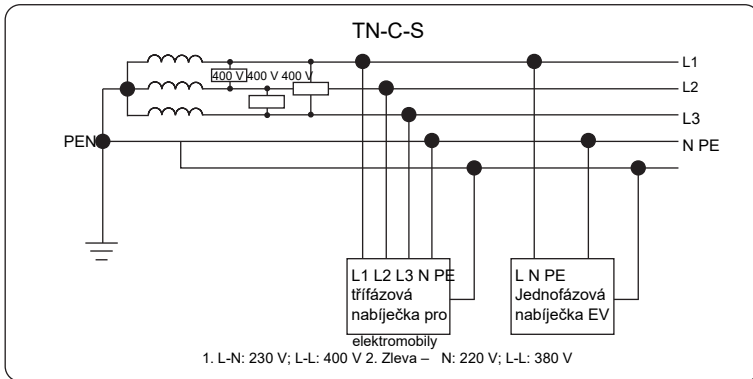 TN-C-S
L1
400 V 400 V 400 V
L2
L3
PEN
N PE
L1 L2 L3 N PE
třífázová
nabíječka pro
elektromobily
L N PE
Jednofázová
nabíječka EV
1. L-N: 230 V; L-L: 400 V 2. Zleva – N: 220 V; L-L: 380 V